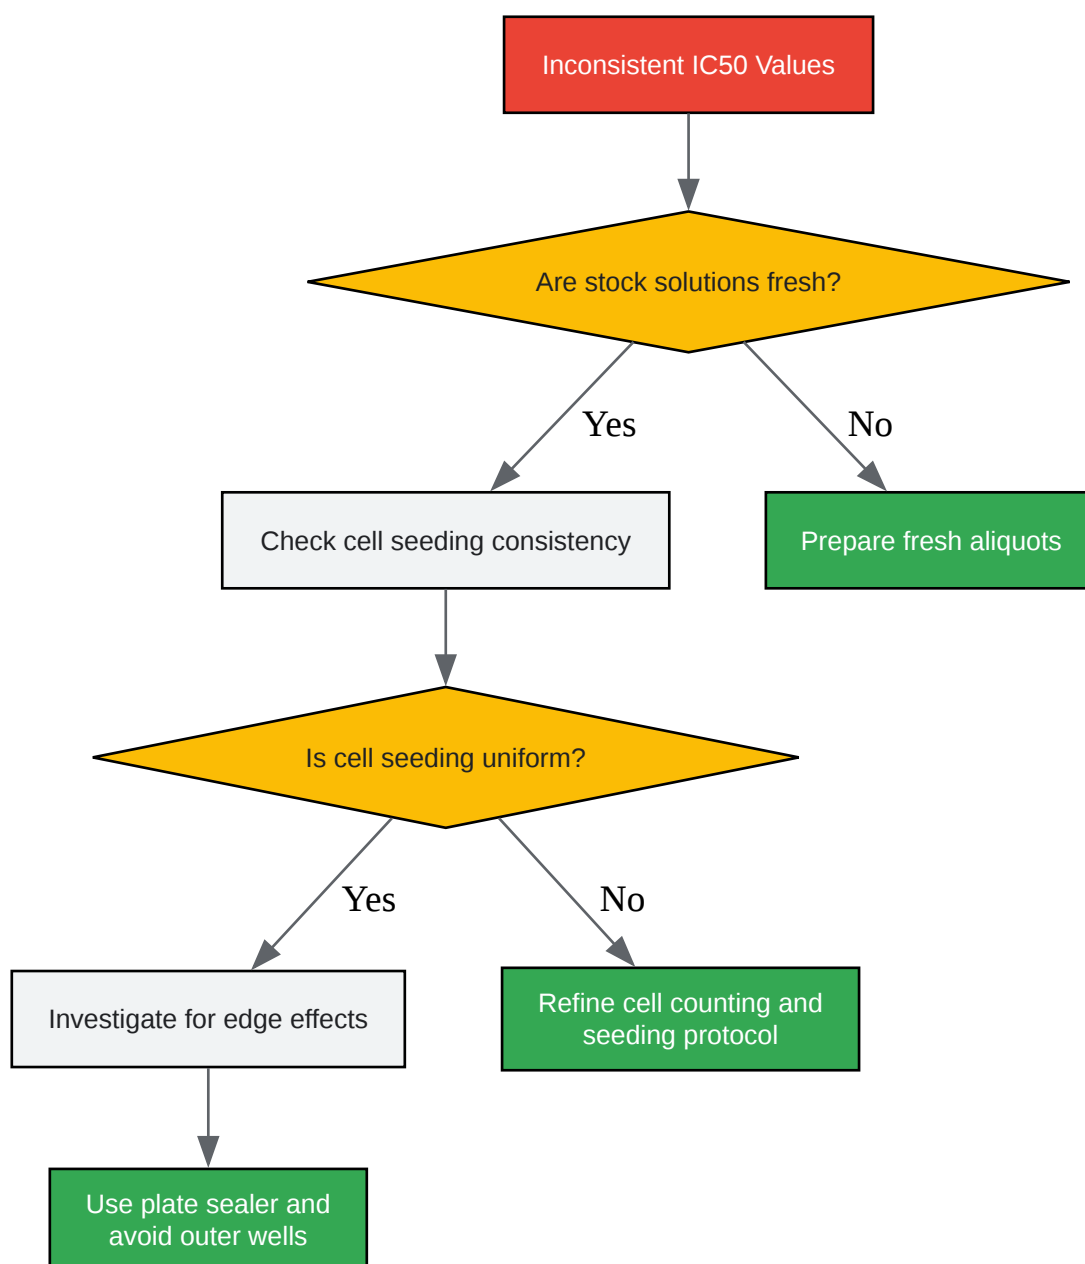 Inconsistent IC50 Values
Are stock solutions fresh?
Yes
No
Check cell seeding consistency
Prepare fresh aliquots
Is cell seeding uniform?
Yes
No
Investigate for edge effects
Refine cell counting and
seeding protocol
Use plate sealer and
avoid outer wells